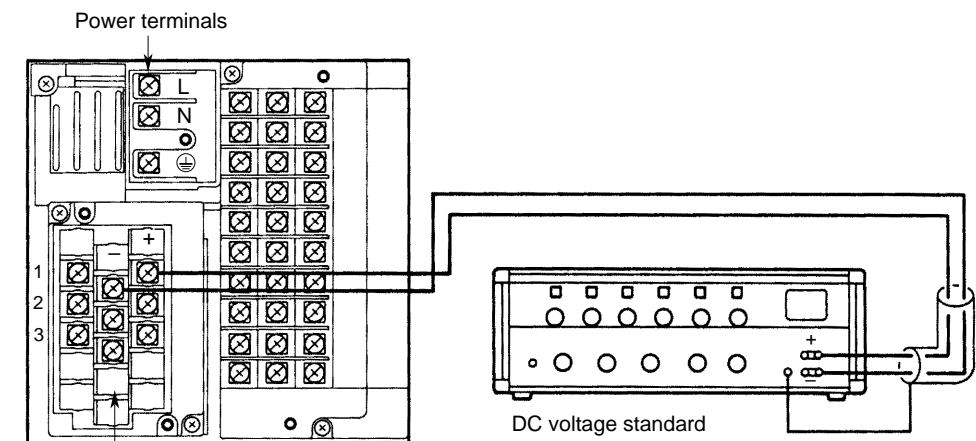 Power terminals
L
N
+
−
1
2
3
+
−
DC voltage standard